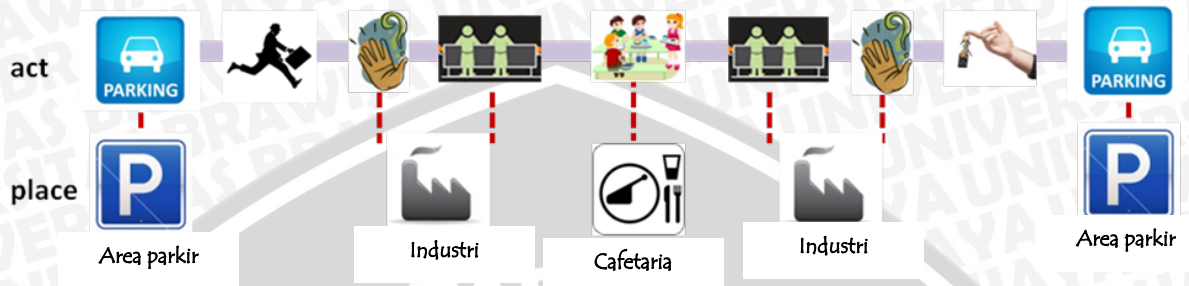 act
PARKING
PARKING
place
P
P
Area parkir
Industri
Cafetaria
Industri
Area parkir